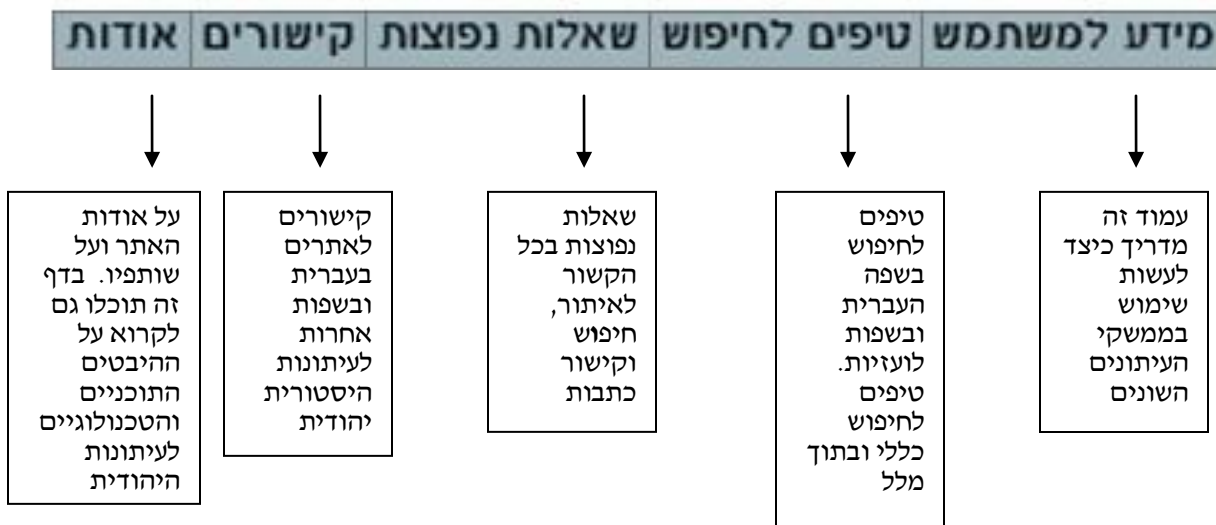 מידע למשתמש טיפים לחיפוש שאלות נפוצות קישורים אודות
עמוד זה
מדריך כיצד
לעשות
שימוש
בממשקי
העיתונים
השונים
טיפים
לחיפוש
בשפה
העברית
ובשפות
לועזיות.
טיפים
לחיפוש
כללי ובתוך
מלל
שאלות
נפוצות בכל
הקשור
לאיתור,
חיפוש
וקישור
כתבות
קישורים
לאתרים
בעברית
ובשפות
אחרות
לעיתונות
היסטורית
יהודית
על אודות
האתר ועל
שותפיו. בדף
זה תוכלו גם
לקרוא על
ההיבטים
התוכניים
והטכנולוגיים
לעיתונות
היהודית